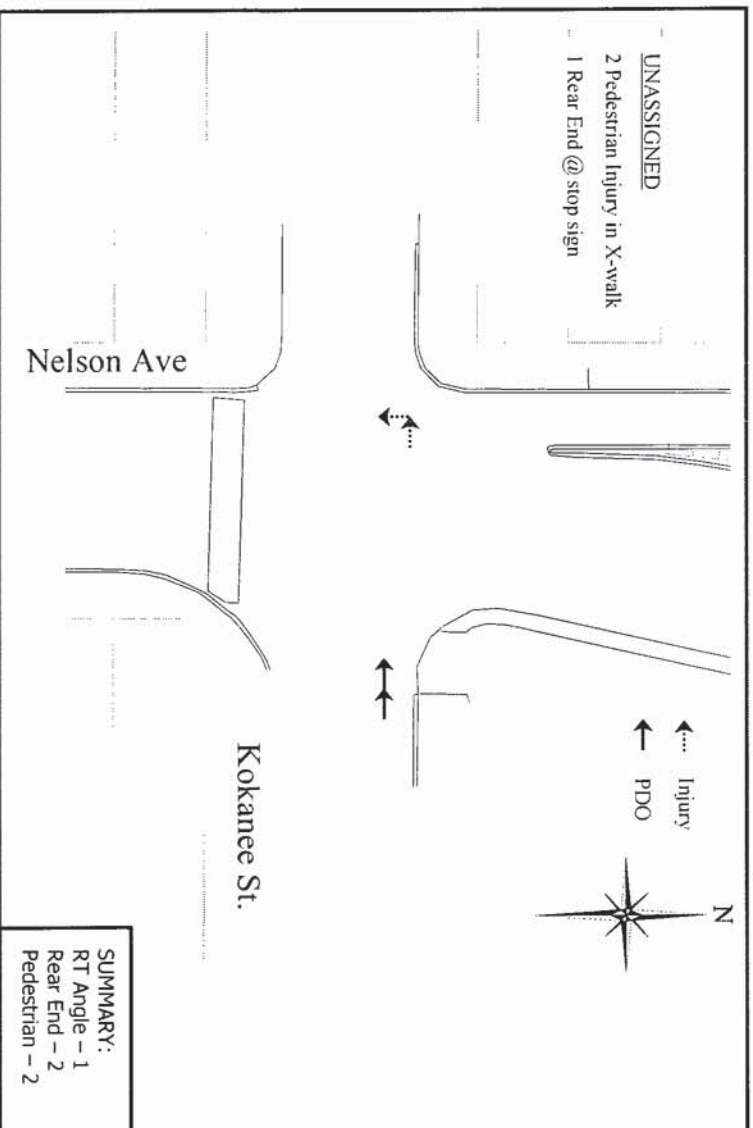 UNASSIGNED
2 Pedestrian Injury in X-walk
1 Rear End @ stop sign
Injury
PDO
N
Nelson Ave
Kokanee St.
SUMMARY:
RT Angle – 1
Rear End – 2
Pedestrian – 2